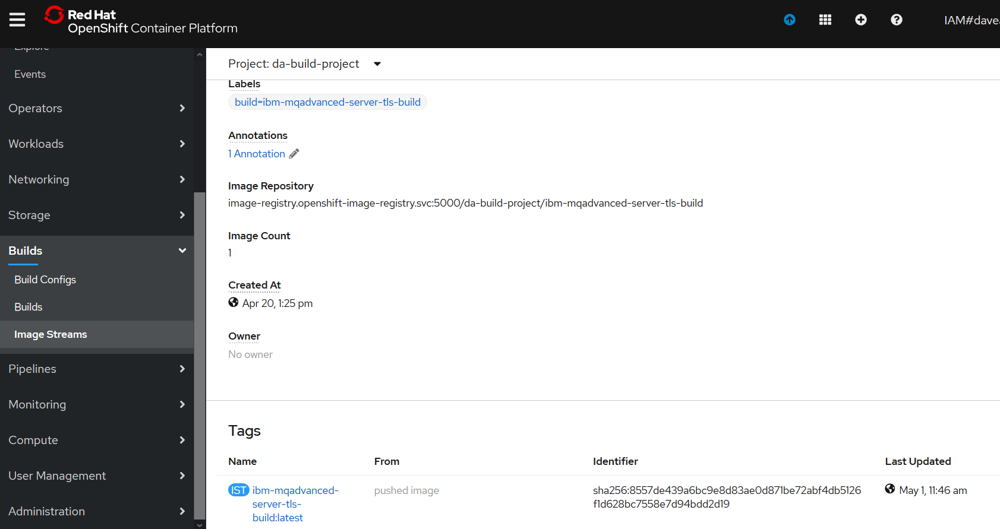 Red Hat
OpenShift Container Platform
IAM#dave
Explore
Events
Operators
Workloads
Networking
Storage
Builds
Build Configs
Builds
Image Streams
Pipelines
Monitoring
Compute
User Management
Administration
Project: da-build-project
Labels
build=ibm-mqadvanced-server-tls-build
Annotations
1 Annotation
Image Repository
image-registry.openshift-image-registry.svc:5000/da-build-project/ibm-mqadvanced-server-tls-build
Image Count
1
Created At
Apr 20, 1:25 pm
Owner
No owner
Tags
Name From Identifier Last Updated
IST ibm-mqadvanced- pushed image sha256:8557de439a6bc9e8d83ae0d871be72abf4db5126 May 1, 11:46 am
server-tls- f1d628bc7558e7d94bdd2d19
build:latest